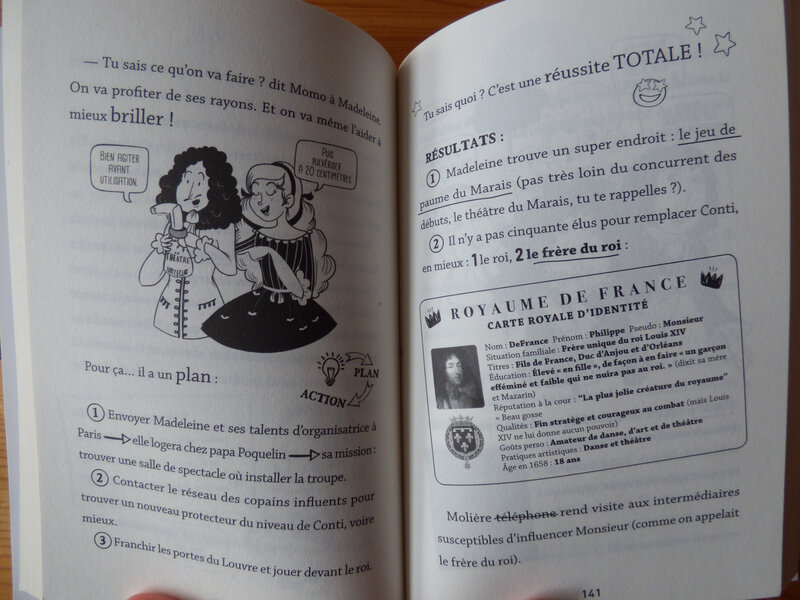 — Tu sais ce qu'on va faire ? dit Momo à Madeleine.
On va profiter de ses rayons. Et on va même l'aider à
mieux briller !
BIEN AGITER
AVANT
UTILISATION.
PUIS
PULVÉRISER
À 20 CENTIMÈTRES
THÉÂTRE
Pour ça... il a un plan :
PLAN
ACTION
1 Envoyer Madeleine et ses talents d'organisatrice à
Paris elle logera chez papa Poquelin sa mission :
trouver une salle de spectacle où installer la troupe.
2 Contacter le réseau des copains influents pour
trouver un nouveau protecteur du niveau de Conti, voire
mieux.
3 Franchir les portes du Louvre et jouer devant le roi.
Tu sais quoi ? C'est une réussite TOTALE !
RÉSULTATS :
1 Madeleine trouve un super endroit : le jeu de
paume du Marais (pas très loin du concurrent des
débuts, le théâtre du Marais, tu te rappelles ?).
2 Il n'y a pas cinquante élus pour remplacer Conti,
en mieux : 1 le roi, 2 le frère du roi :
ROYAUME DE FRANCE
CARTE ROYALE D'IDENTITÉ
Nom : DeFrance Prénom : Philippe Pseudo : Monsieur
Situation familiale : Frère unique du roi Louis XIV
Titres : Fils de France, Duc d'Anjou et d'Orléans
Éducation : Élevé « en fille », de façon à en faire « un garçon
efféminé et faible qui ne nuira pas au roi. » (dixit sa mère
et Mazarin)
Réputation à la cour : "La plus jolie créature du royaume"
= Beau gosse
Qualités : Fin stratège et courageux au combat (mais Louis
XIV ne lui donne aucun pouvoir)
Goûts perso : Amateur de danse, d'art et de théâtre
Pratiques artistiques : Danse et théâtre
Âge en 1658 : 18 ans
Molière téléphone rend visite aux intermédiaires
susceptibles d'influencer Monsieur (comme on appelait
le frère du roi).
141